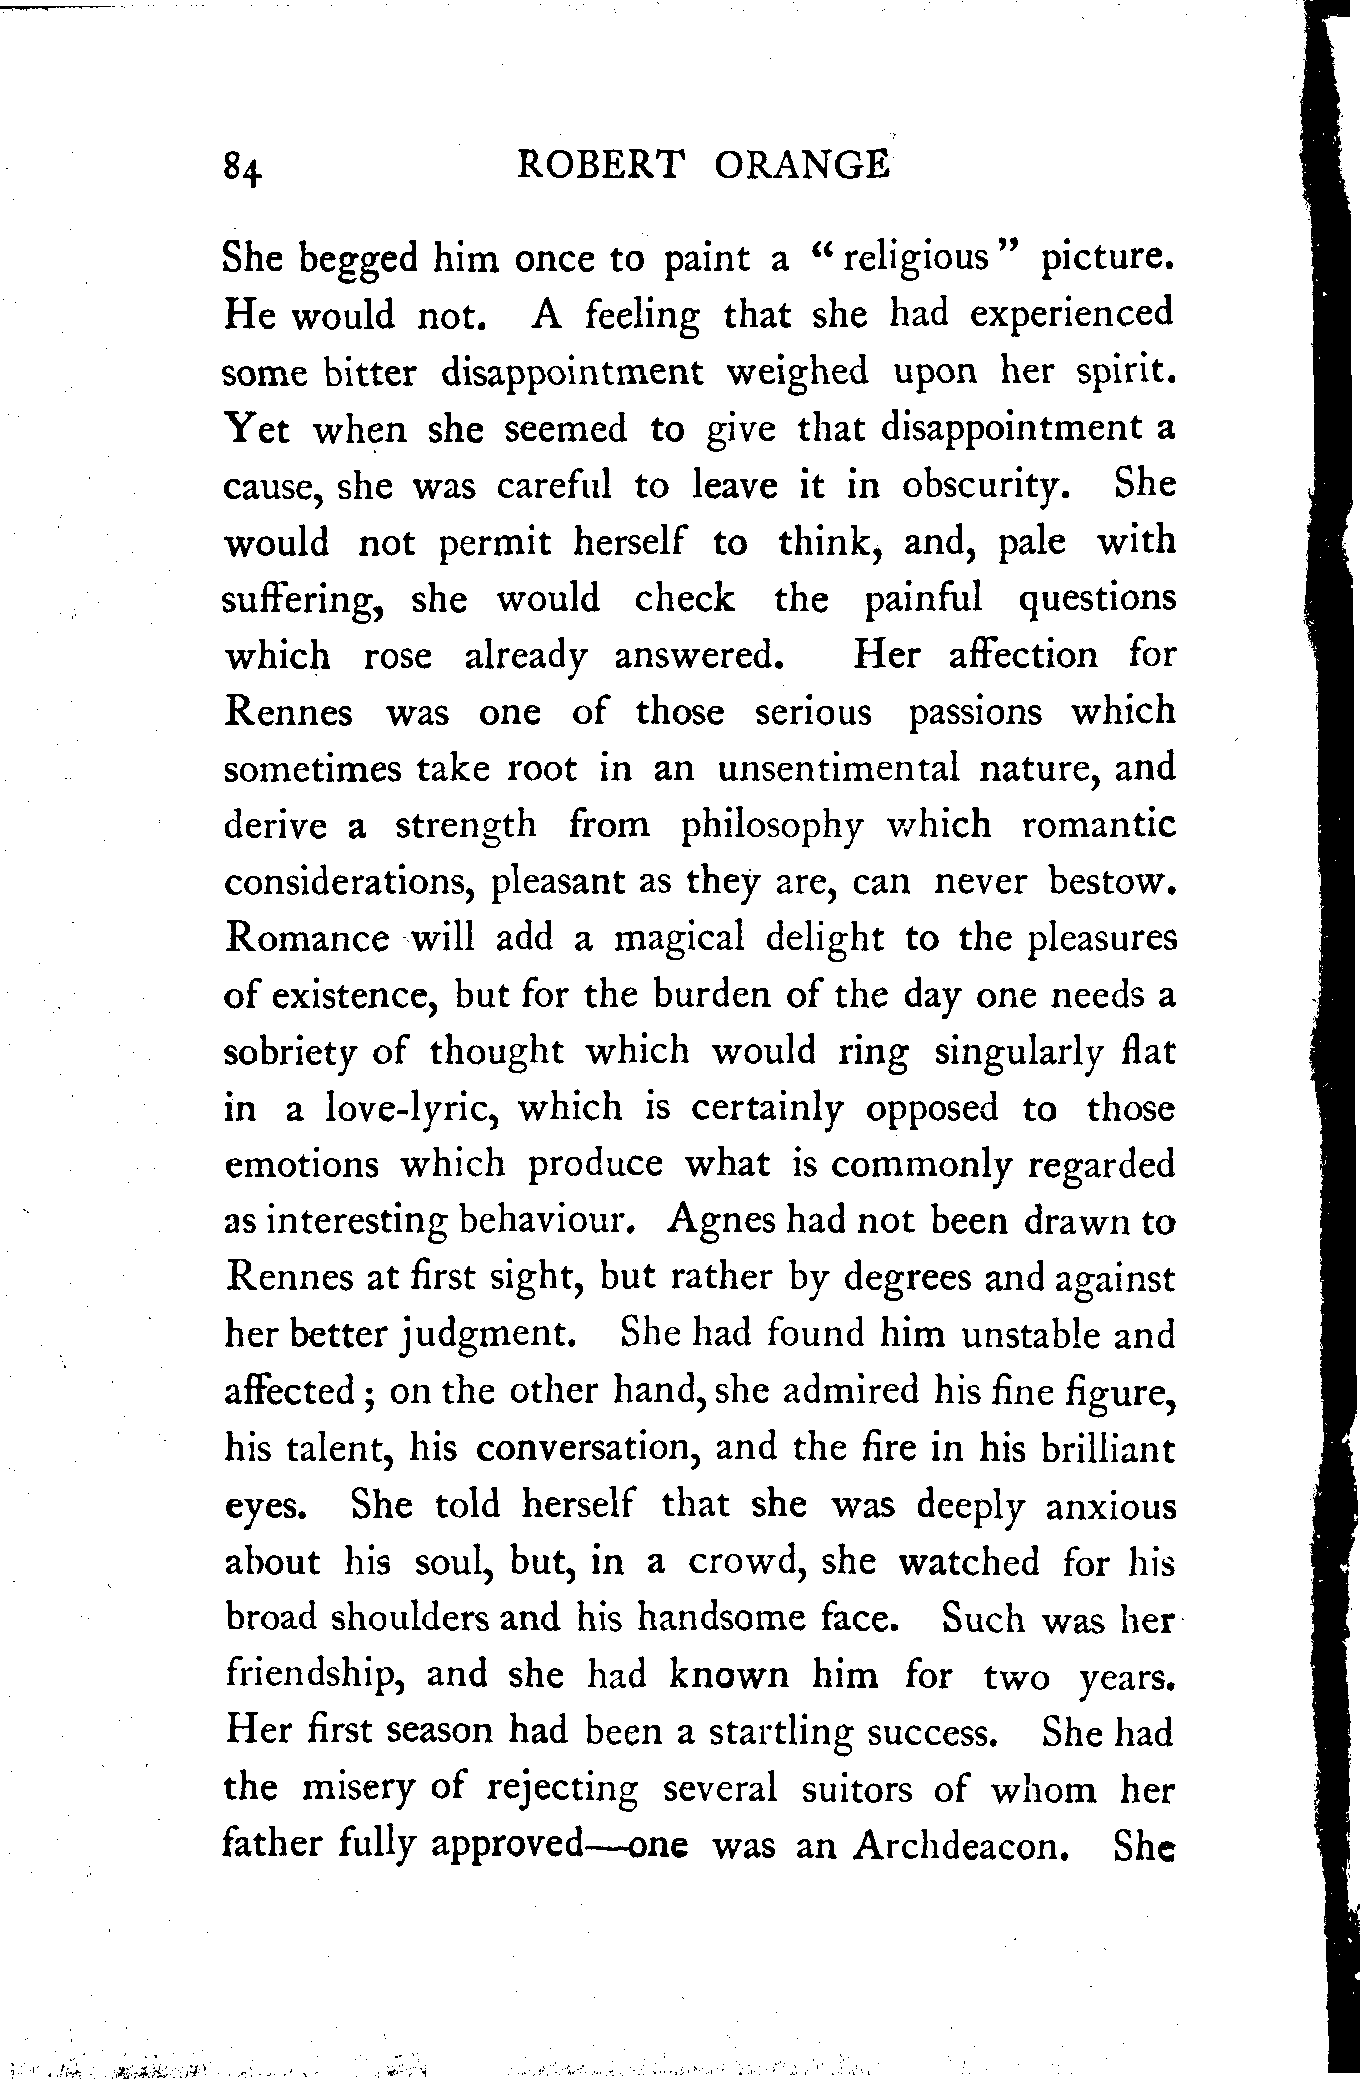 84 ROBERT ORANGE
She begged him once to paint a “religious” picture.
He would not. A feeling that she had experienced
some bitter disappointment weighed upon her spirit.
Yet when she seemed to give that disappointment a
cause, she was careful to leave it in obscurity. She
would not permit herself to think, and, pale with
suffering, she would check the painful questions
which rose already answered. Her affection for
Rennes was one of those serious passions which
sometimes take root in an unsentimental nature, and
derive a strength from philosophy which romantic
considerations, pleasant as they are, can never bestow.
Romance will add a magical delight to the pleasures
of existence, but for the burden of the day one needs a
sobriety of thought which would ring singularly flat
in a love-lyric, which is certainly opposed to those
emotions which produce what is commonly regarded
as interesting behaviour. Agnes had not been drawn to
Rennes at first sight, but rather by degrees and against
her better judgment. She had found him unstable and
affected; on the other hand, she admired his fine figure,
his talent, his conversation, and the fire in his brilliant
eyes. She told herself that she was deeply anxious
about his soul, but, in a crowd, she watched for his
broad shoulders and his handsome face. Such was her
friendship, and she had known him for two years.
Her first season had been a startling success. She had
the misery of rejecting several suitors of whom her
father fully approved—one was an Archdeacon. She